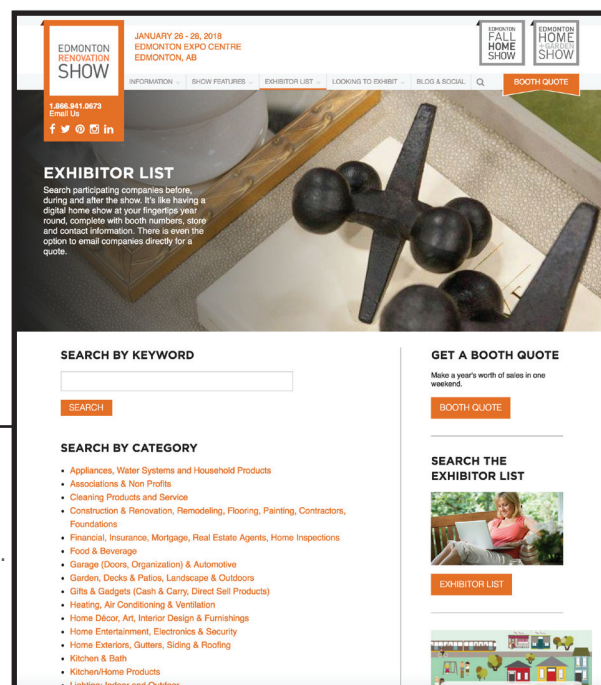 EDMONTON
RENOVATION
SHOW
JANUARY 26 - 28, 2018
EDMONTON EXPO CENTRE
EDMONTON, AB
EDMONTON
FALL
HOME
SHOW
EDMONTON
HOME
+GARDEN
SHOW
INFORMATION
SHOW FEATURES
EXHIBITOR LIST
LOOKING TO EXHIBIT
BLOG & SOCIAL
BOOTH QUOTE
1.866.941.0673
Email Us
EXHIBITOR LIST
Search participating companies before,
during and after the show. It's like having a
digital home show at your fingertips year
round, complete with booth numbers, store
and contact information. There is even the
option to email companies directly for a
quote.
SEARCH BY KEYWORD
SEARCH
SEARCH BY CATEGORY
• Appliances, Water Systems and Household Products
• Associations & Non Profits
• Cleaning Products and Service
• Construction & Renovation, Remodeling, Flooring, Painting, Contractors,
Foundations
• Financial, Insurance, Mortgage, Real Estate Agents, Home Inspections
• Food & Beverage
• Garage (Doors, Organization) & Automotive
• Garden, Decks & Patios, Landscape & Outdoors
• Gifts & Gadgets (Cash & Carry, Direct Sell Products)
• Heating, Air Conditioning & Ventilation
• Home Décor, Art, Interior Design & Furnishings
• Home Entertainment, Electronics & Security
• Home Exteriors, Gutters, Siding & Roofing
• Kitchen & Bath
• Kitchen/Home Products
• Lighting: Indoor and Outdoor
GET A BOOTH QUOTE
Make a year's worth of sales in one
weekend.
BOOTH QUOTE
SEARCH THE
EXHIBITOR LIST
EXHIBITOR LIST